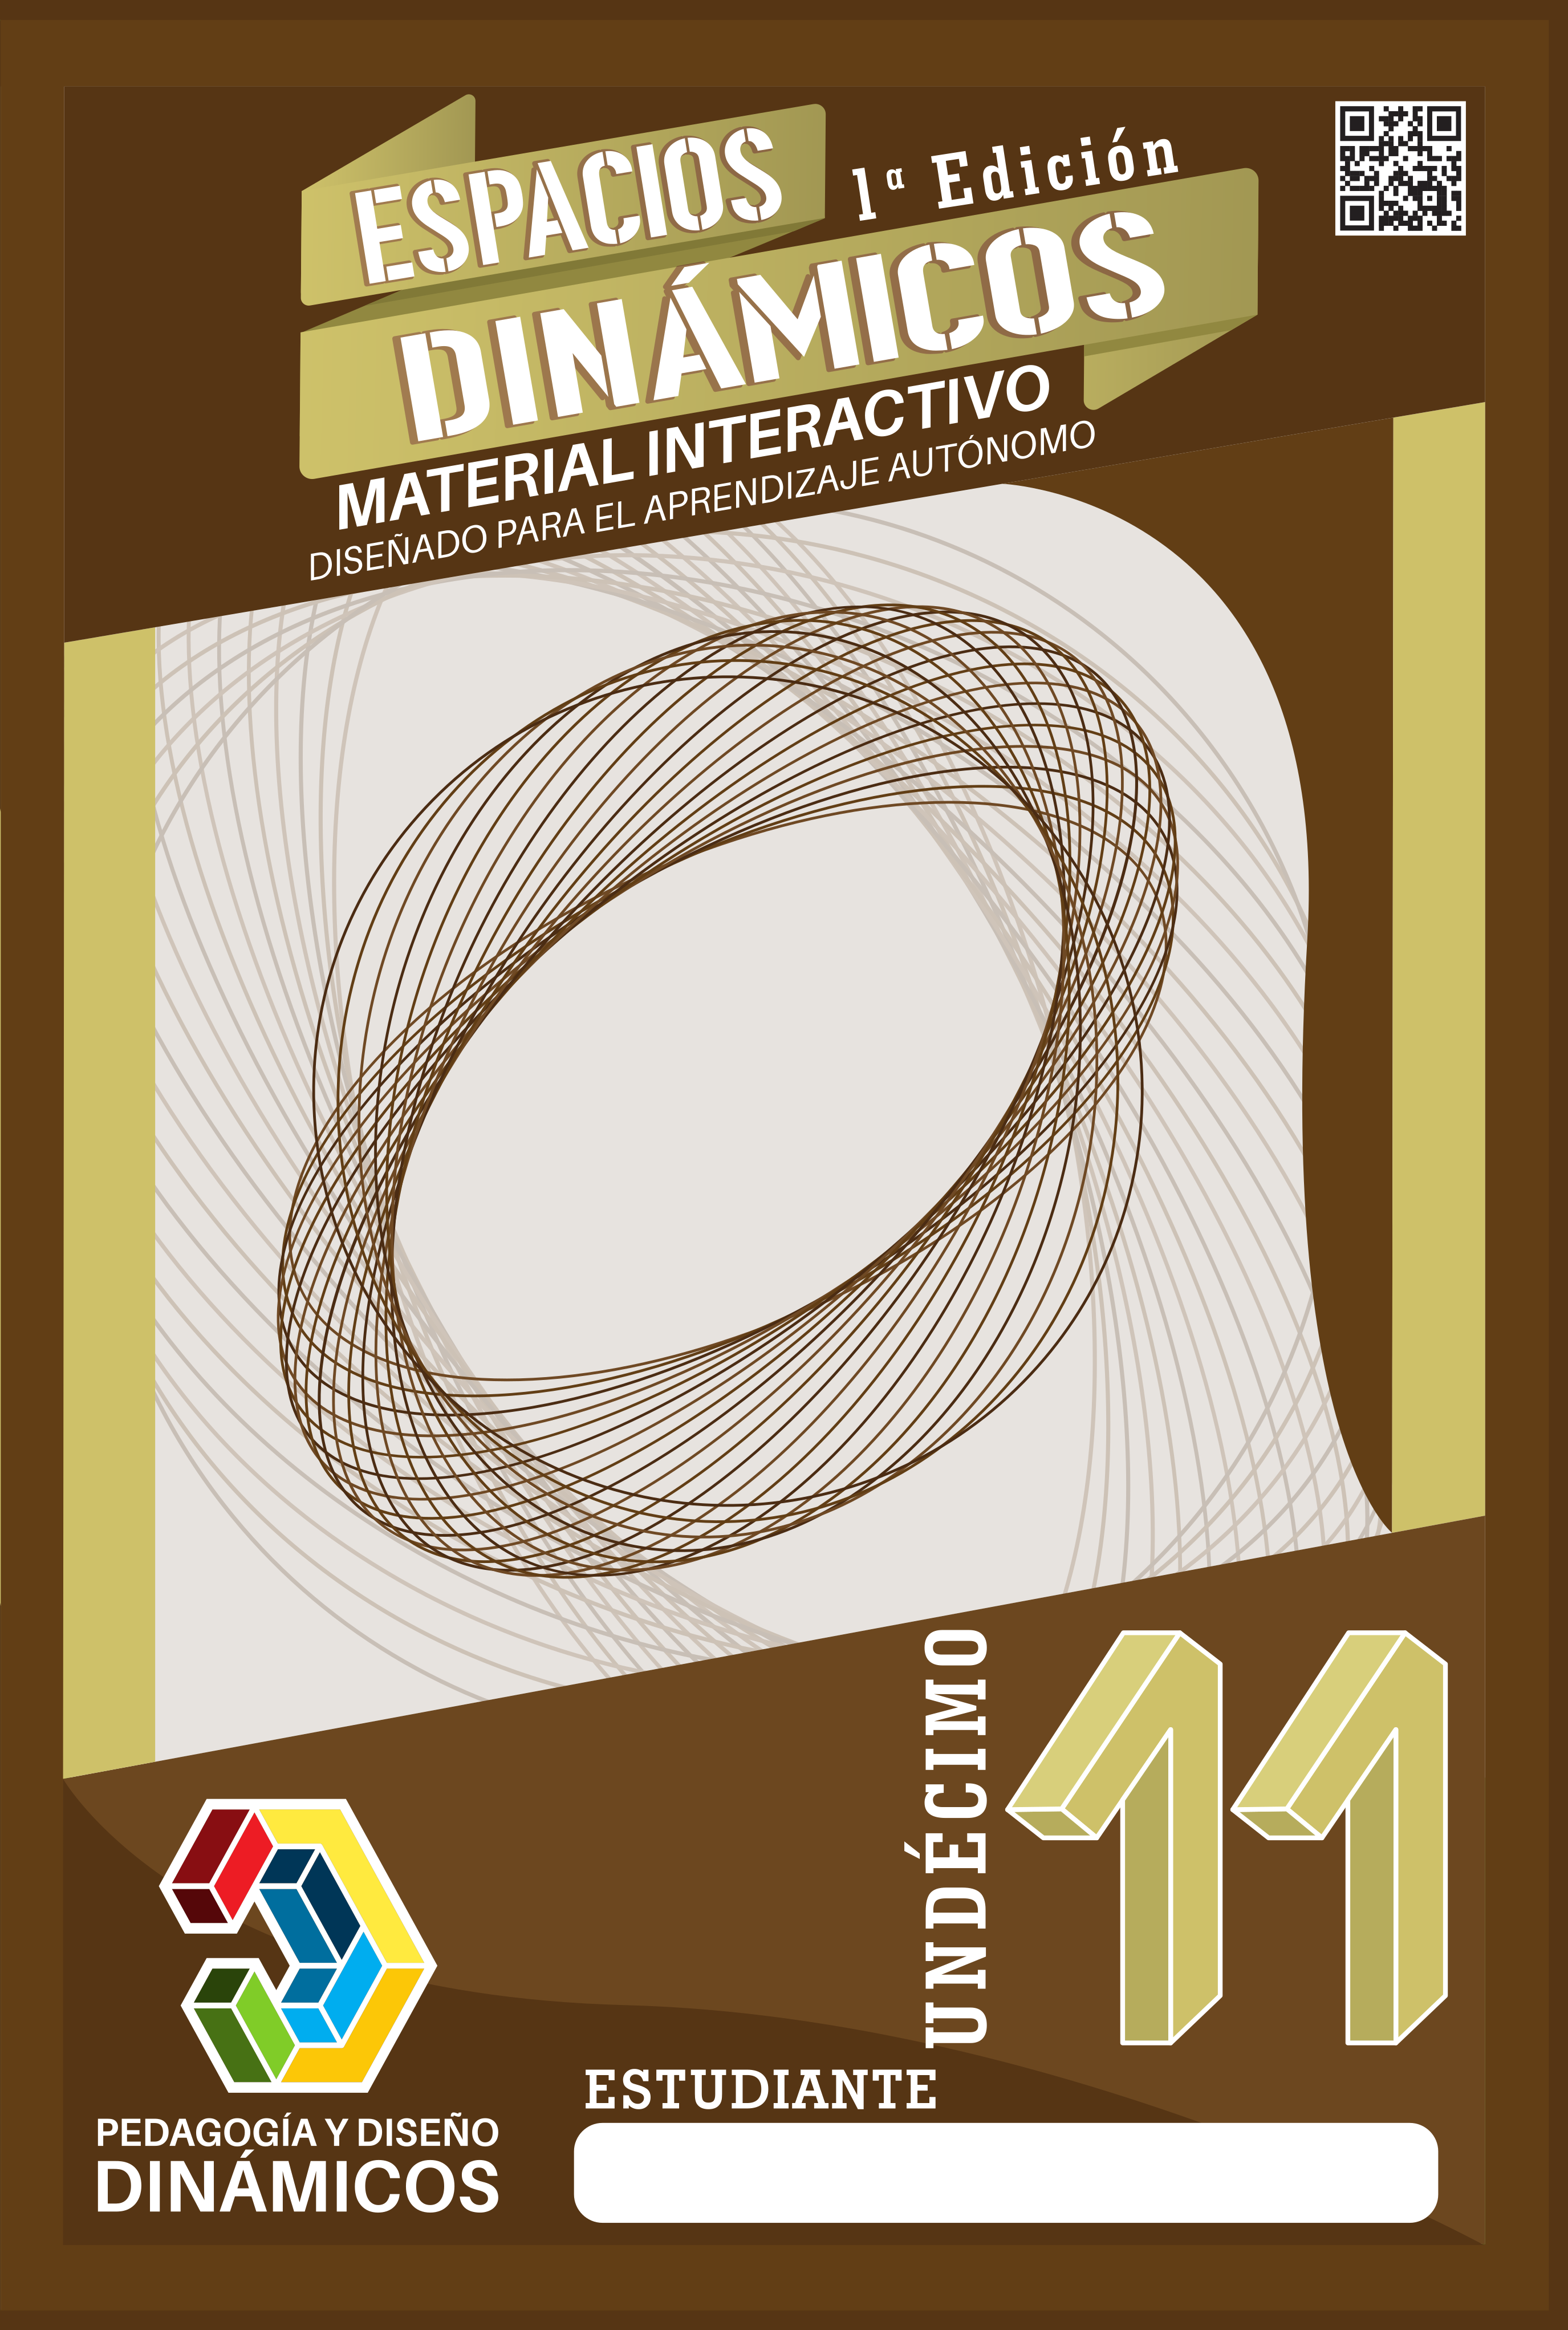 ESPACIOS
1ª Edición
DINÁMICOS
MATERIAL INTERACTIVO
DISEÑADO PARA EL APRENDIZAJE AUTÓNOMO
UNDÉCIMO
11
ESTUDIANTE
PEDAGOGÍA Y DISEÑO
DINÁMICOS